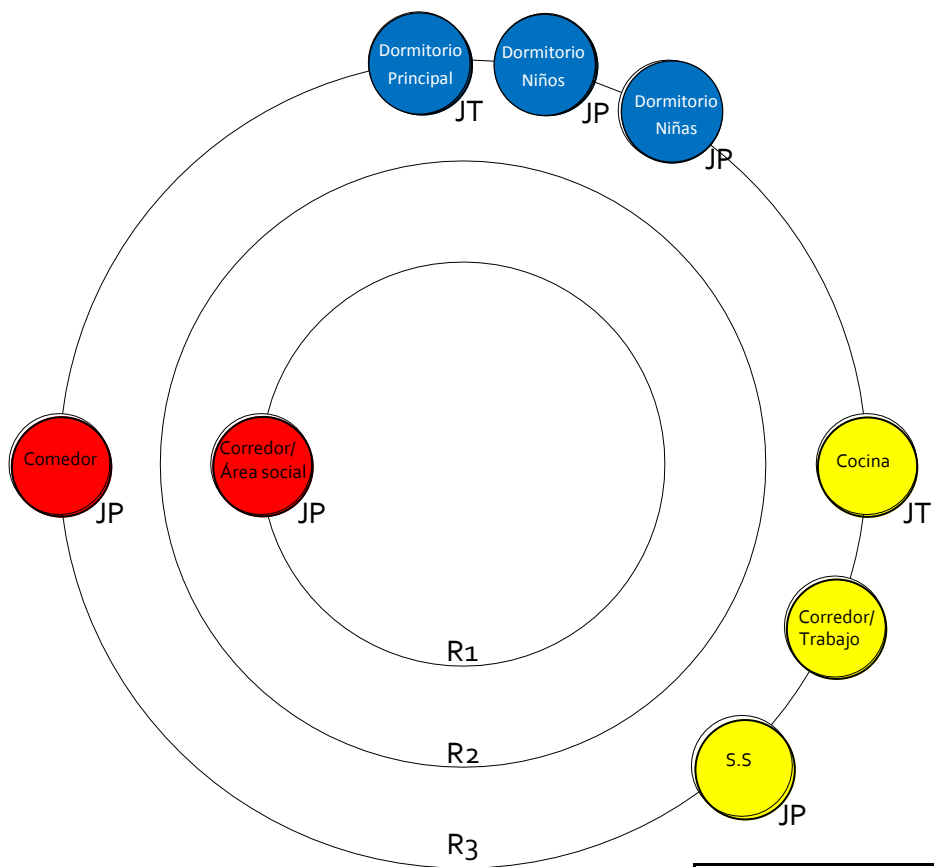 Dormitorio
Principal
JT
Dormitorio
Niños
JP
Dormitorio
Niñas
JP
Comedor
JP
Corredor/
Área social
JP
Cocina
JT
Corredor/
Trabajo
S.S
JP
R1
R2
R3